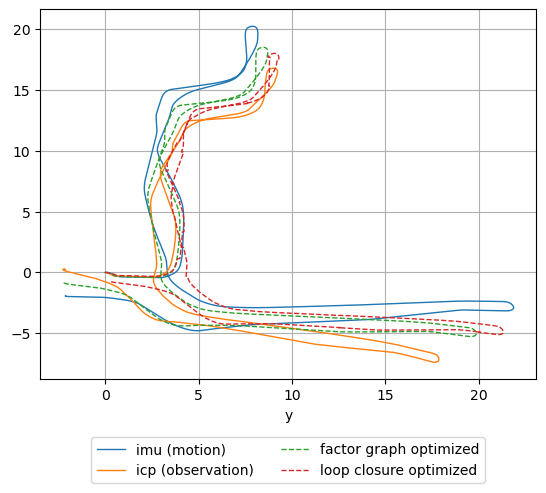 20
15
10
5
0
−5
0 5 10 15 20
y
imu (motion) factor graph optimized
icp (observation) loop closure optimized